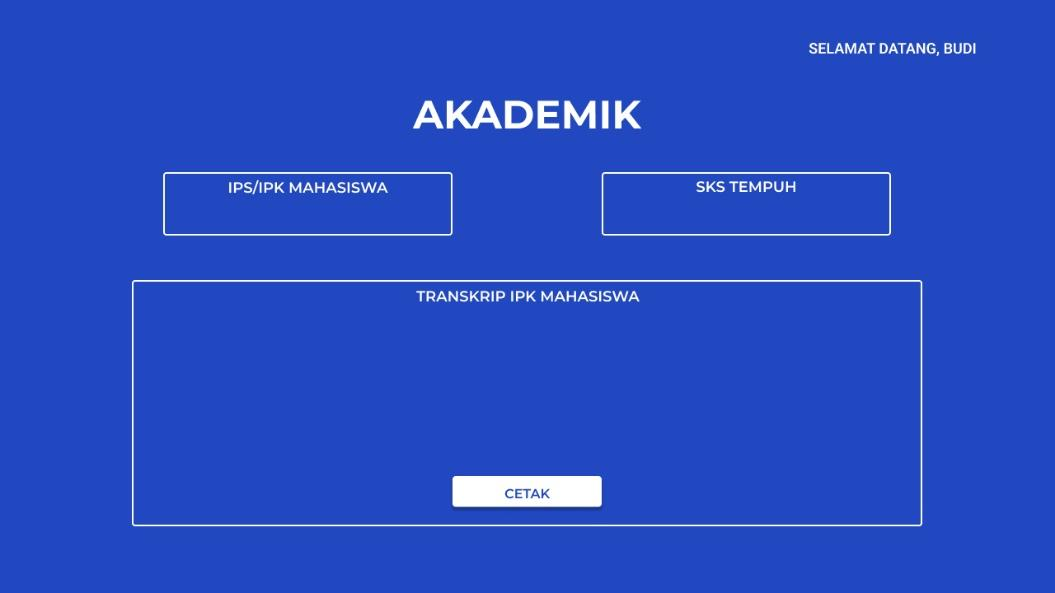 SELAMAT DATANG, BUDI
AKADEMIK
IPS/IPK MAHASISWA
SKS TEMPUH
TRANSKRIP IPK MAHASISWA
CETAK